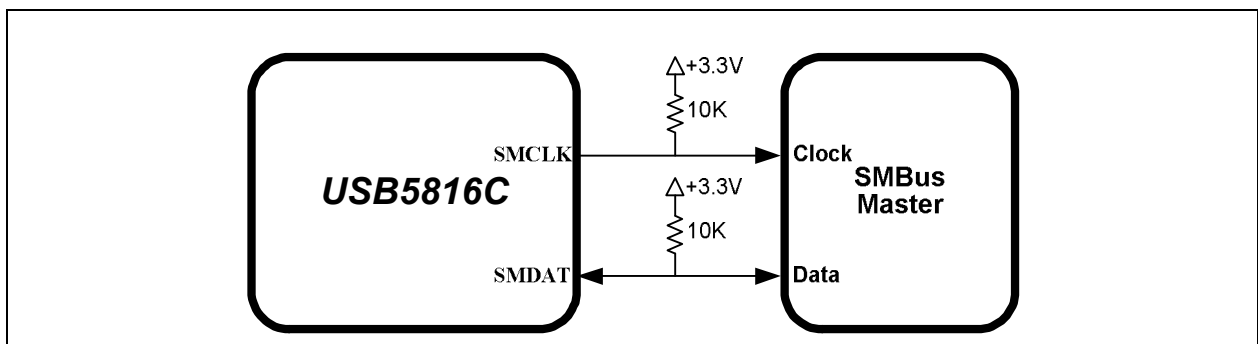 +3.3V
10K
SMCLK
Clock
USB5816C
SMBus
Master
+3.3V
10K
SMDAT
Data